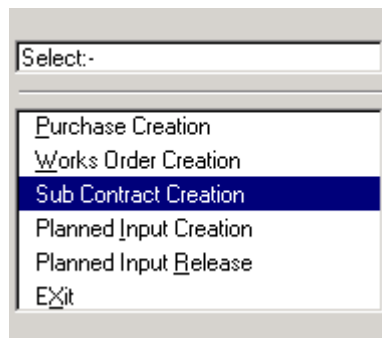 Select:-
Purchase Creation
Works Order Creation
Sub Contract Creation
Planned Input Creation
Planned Input Release
EXit